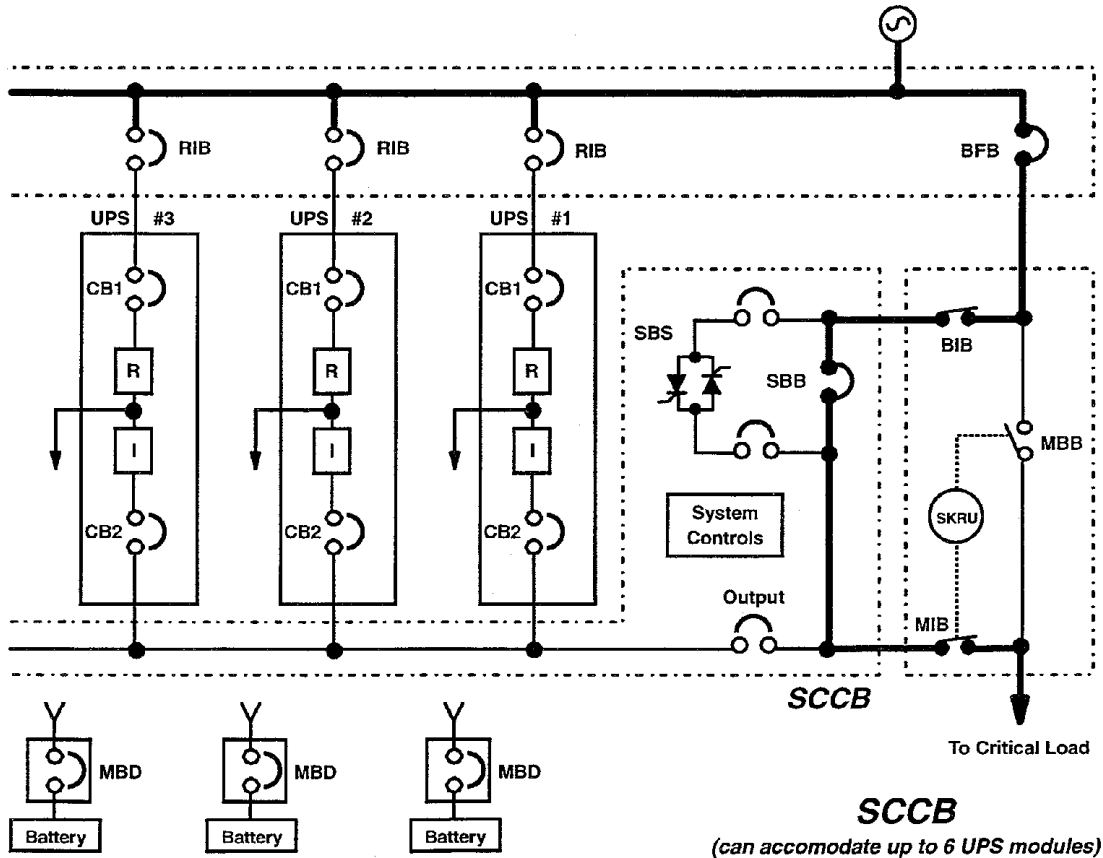 RIB
RIB
RIB
BFB
UPS #3
UPS #2
UPS #1
CB1
CB1
CB1
SBS
BIB
R
R
R
SBB
MBB
I
I
I
System
Controls
SKRU
CB2
CB2
CB2
Output
MIB
SCCB
To Critical Load
MBD
MBD
MBD
Battery
Battery
Battery
SCCB
(can accomodate up to 6 UPS modules)